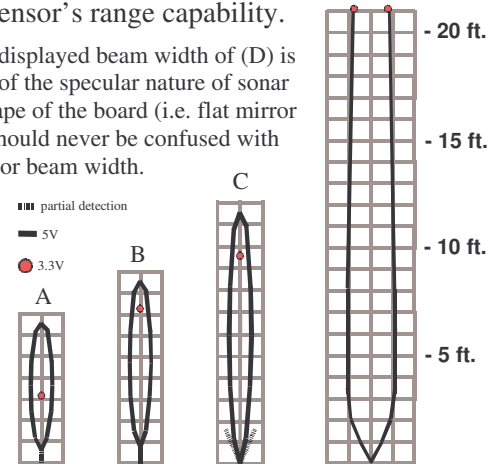 ensor's range capability.
displayed beam width of (D) is
of the specular nature of sonar
ape of the board (i.e. flat mirror
hould never be confused with
or beam width.
partial detection
5V
3.3V
A
B
C
- 20 ft.
- 15 ft.
- 10 ft.
- 5 ft.